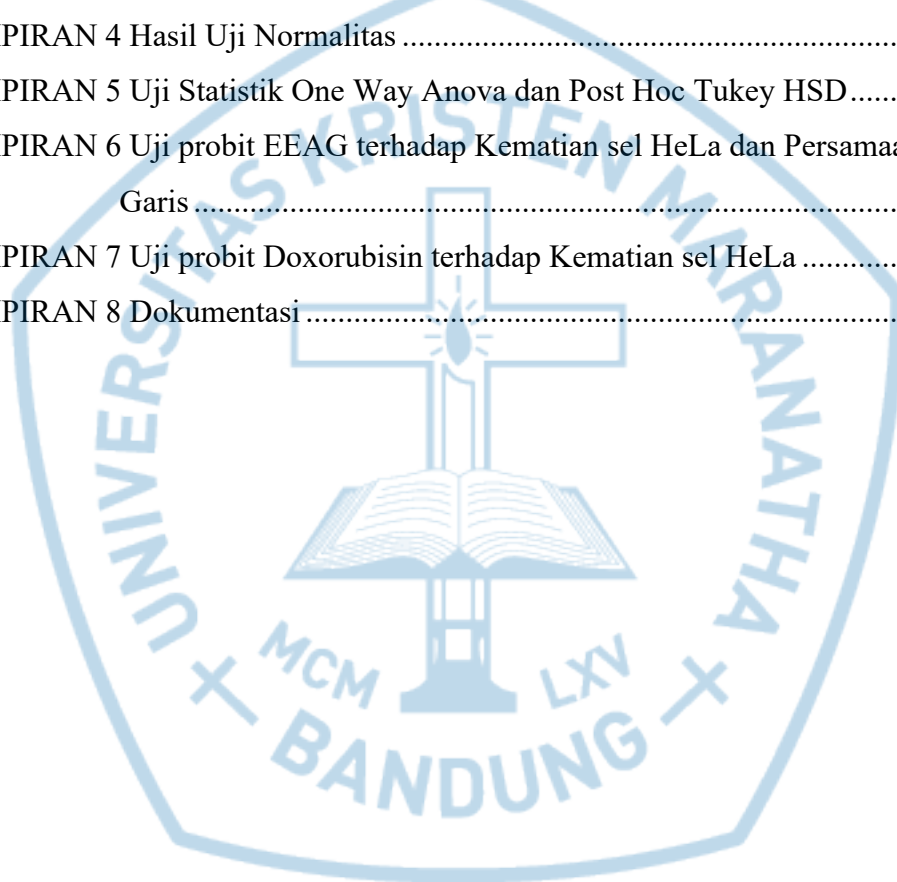 PIRAN 4 Hasil Uji Normalitas ............................................................
PIRAN 5 Uji Statistik One Way Anova dan Post Hoc Tukey HSD......
PIRAN 6 Uji probit EEAG terhadap Kematian sel HeLa dan Persamaa
Garis .......................................................................................
PIRAN 7 Uji probit Doxorubisin terhadap Kematian sel HeLa ............
PIRAN 8 Dokumentasi .........................................................................
UNIVERSITAS KRISTEN MARANATHA
MCM LXV
BANDUNG